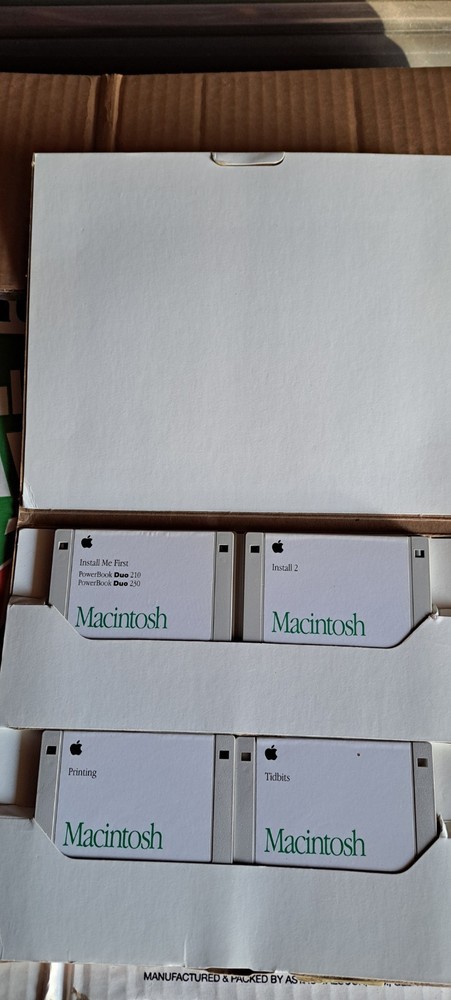 Install Me First
PowerBook Duo 210
PowerBook Duo 230
Macintosh
Install 2
Macintosh
Printing
Macintosh
Tidbits
Macintosh
MANUFACTURED & PACKED BY